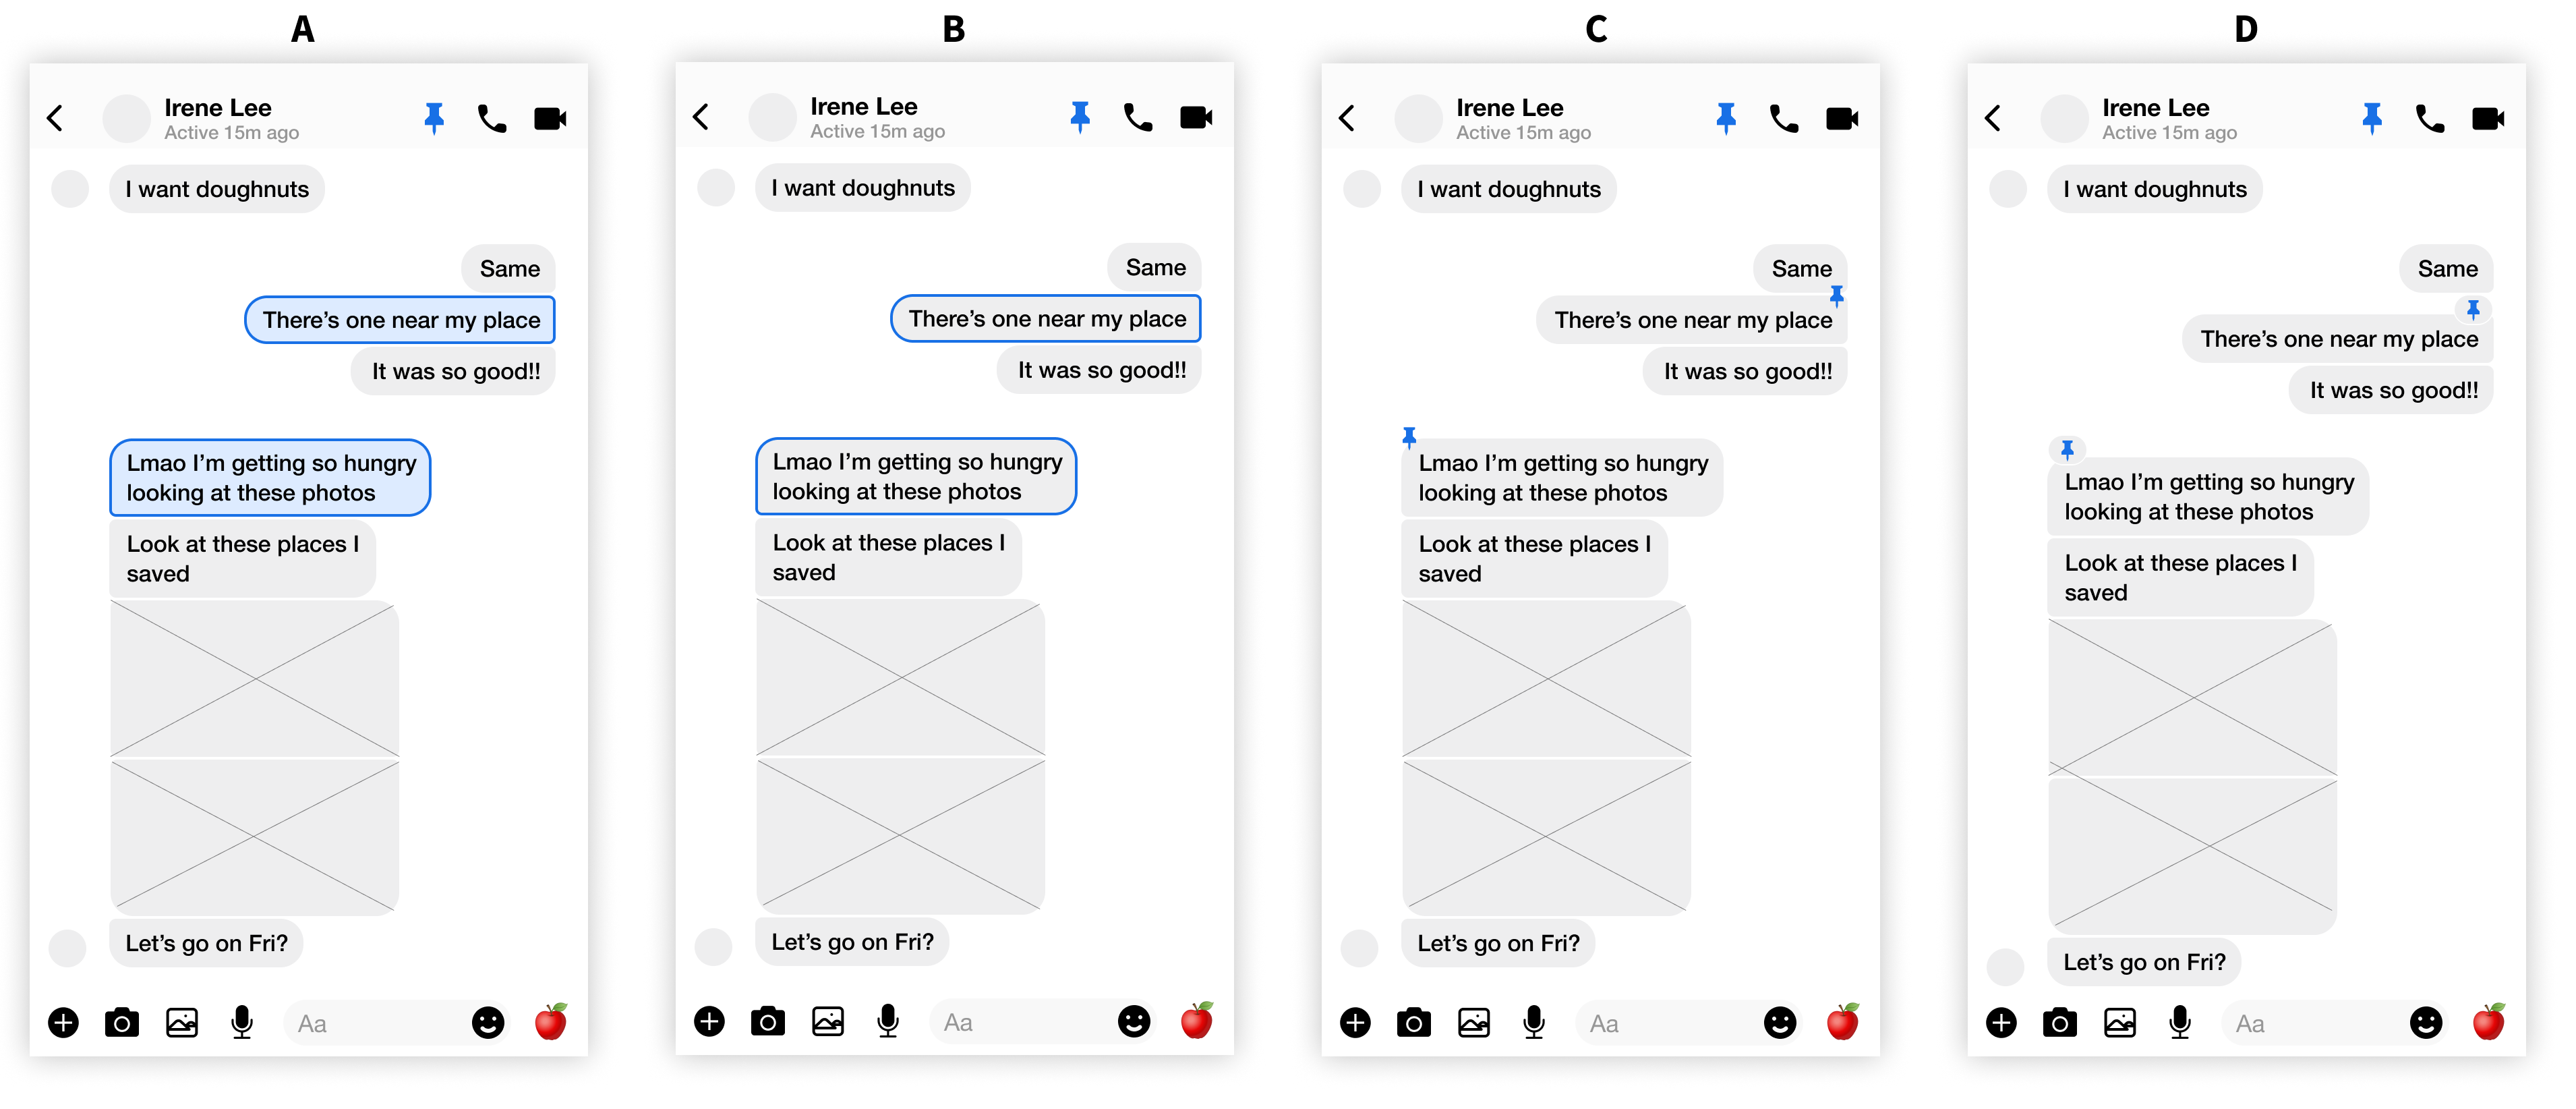 A
Irene Lee
Active 15m ago
I want doughnuts
Same
There's one near my place
It was so good!!
Lmao I'm getting so hungry
looking at these photos
Look at these places I
saved
Let's go on Fri?
Aa
B
Irene Lee
Active 15m ago
I want doughnuts
Same
There's one near my place
It was so good!!
Lmao I'm getting so hungry
looking at these photos
Look at these places I
saved
Let's go on Fri?
Aa
C
Irene Lee
Active 15m ago
I want doughnuts
Same
There's one near my place
It was so good!!
Lmao I'm getting so hungry
looking at these photos
Look at these places I
saved
Let's go on Fri?
Aa
D
Irene Lee
Active 15m ago
I want doughnuts
Same
There's one near my place
It was so good!!
Lmao I'm getting so hungry
looking at these photos
Look at these places I
saved
Let's go on Fri?
Aa